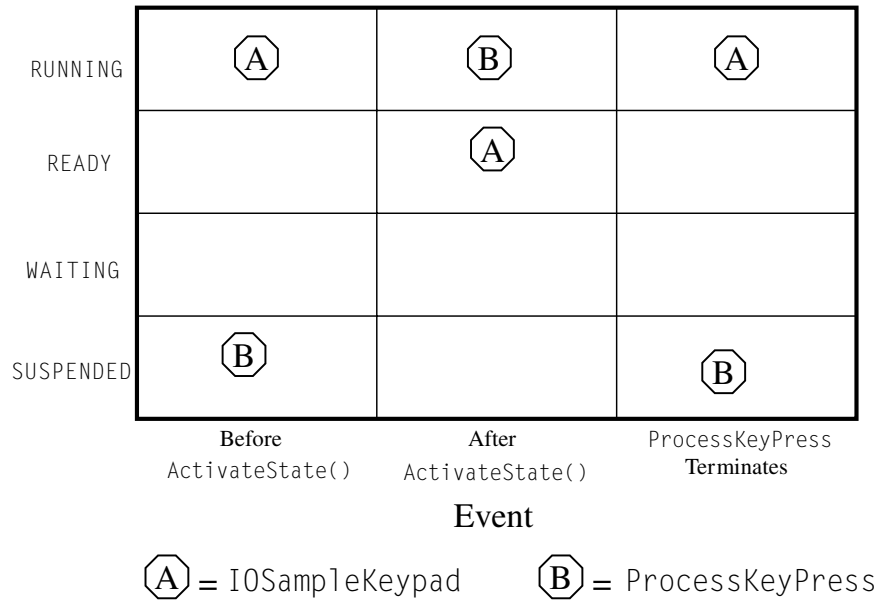 RUNNING A B A
READY A
WAITING
SUSPENDED B B
Before After ProcessKeyPress
ActivateState() ActivateState() Terminates
Event
A = IOSampleKeypad B = ProcessKeyPress